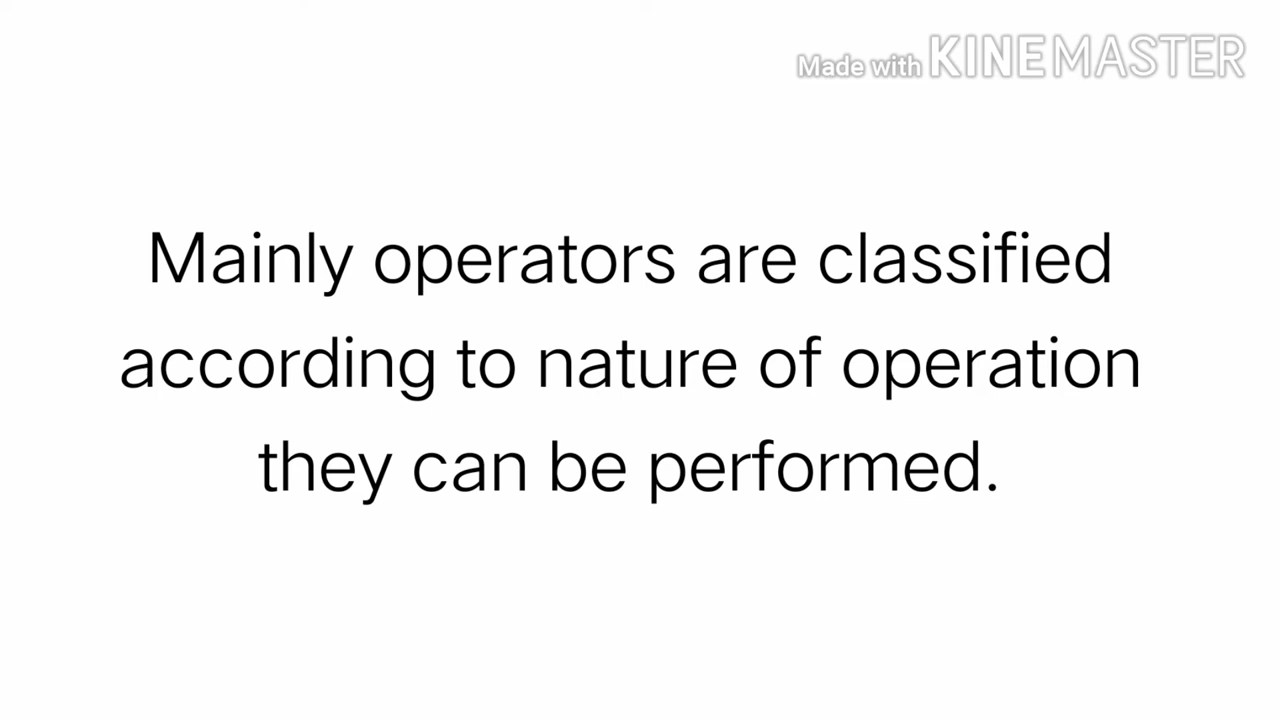 Made with KINEMASTER
Mainly operators are classified
according to nature of operation
they can be performed.